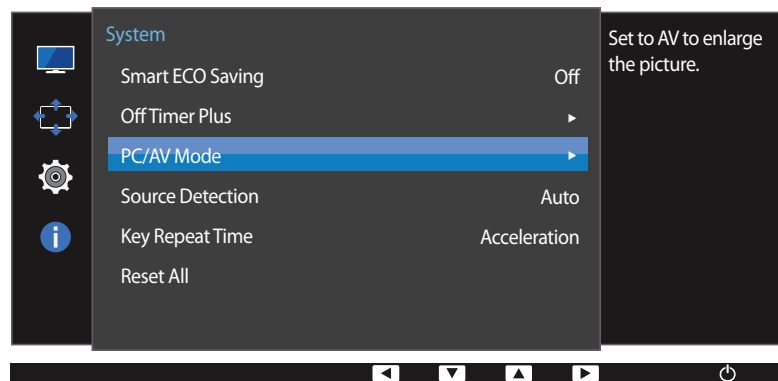 System
Smart ECO Saving Off
Off Timer Plus
PC/AV Mode
Source Detection Auto
Key Repeat Time Acceleration
Reset All
Set to AV to enlarge
the picture.